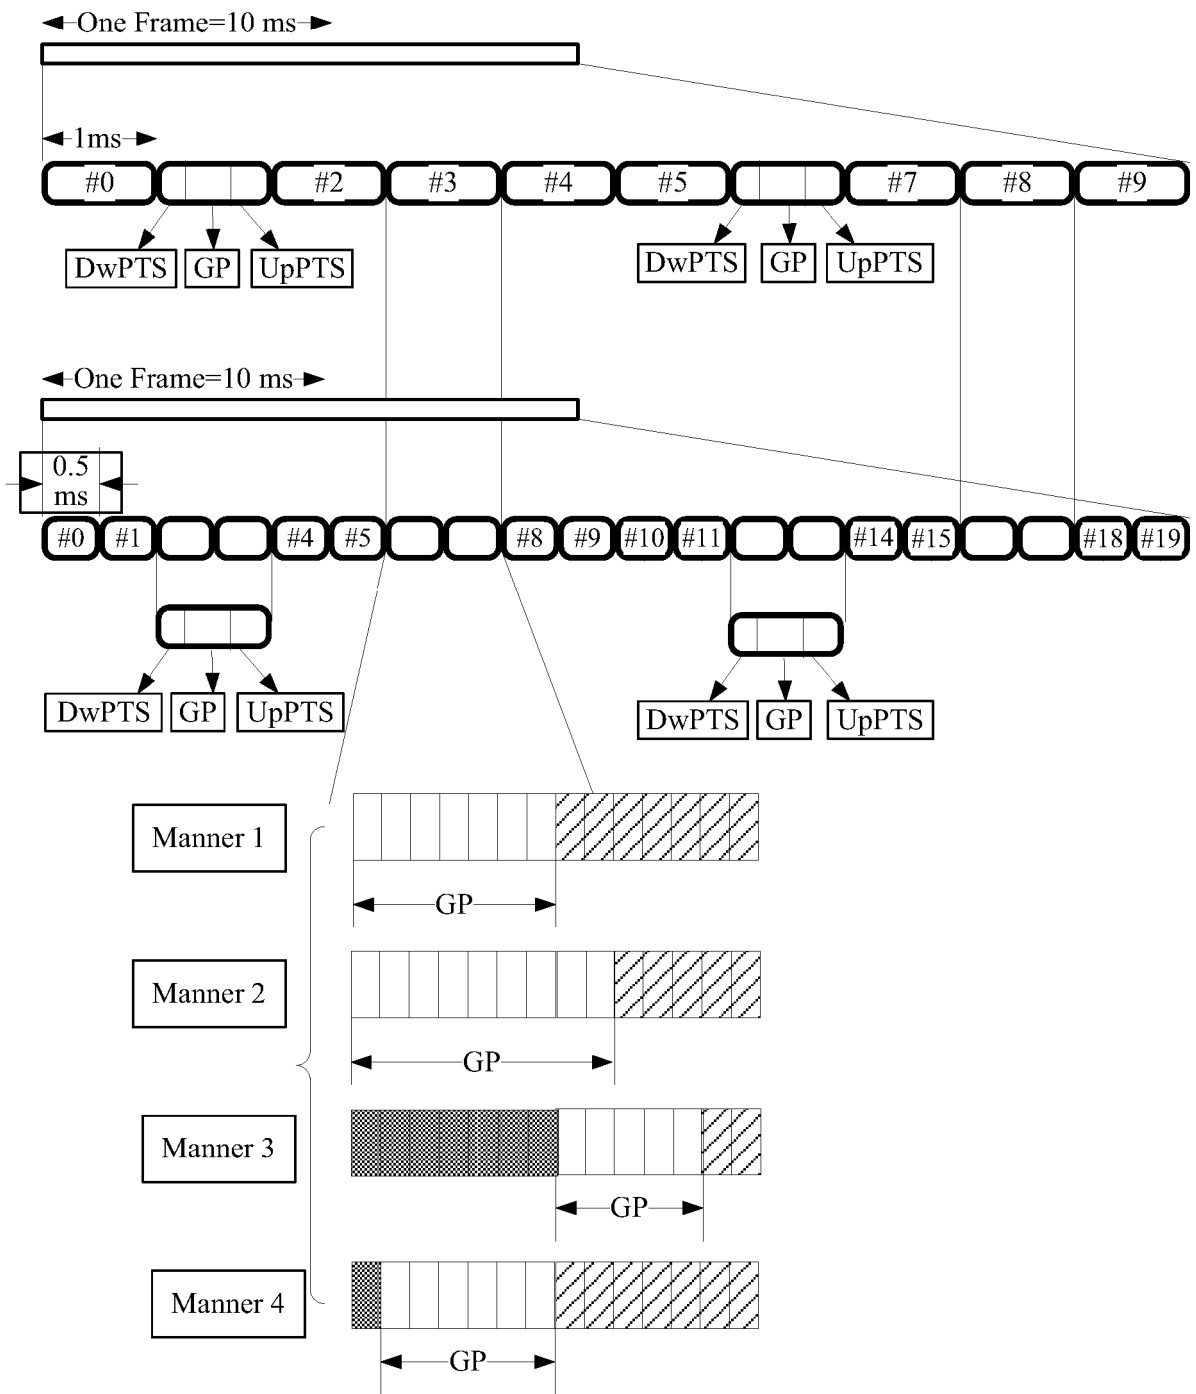 One Frame=10 ms
1ms
#0 #2 #3 #4 #5 #7 #8 #9
DwPTS GP UpPTS DwPTS GP UpPTS
One Frame=10 ms
0.5
ms
#0 #1 #4 #5 #8 #9 #10 #11 #14 #15 #18 #19
DwPTS GP UpPTS DwPTS GP UpPTS
Manner 1
GP
Manner 2
GP
Manner 3
GP
Manner 4
GP